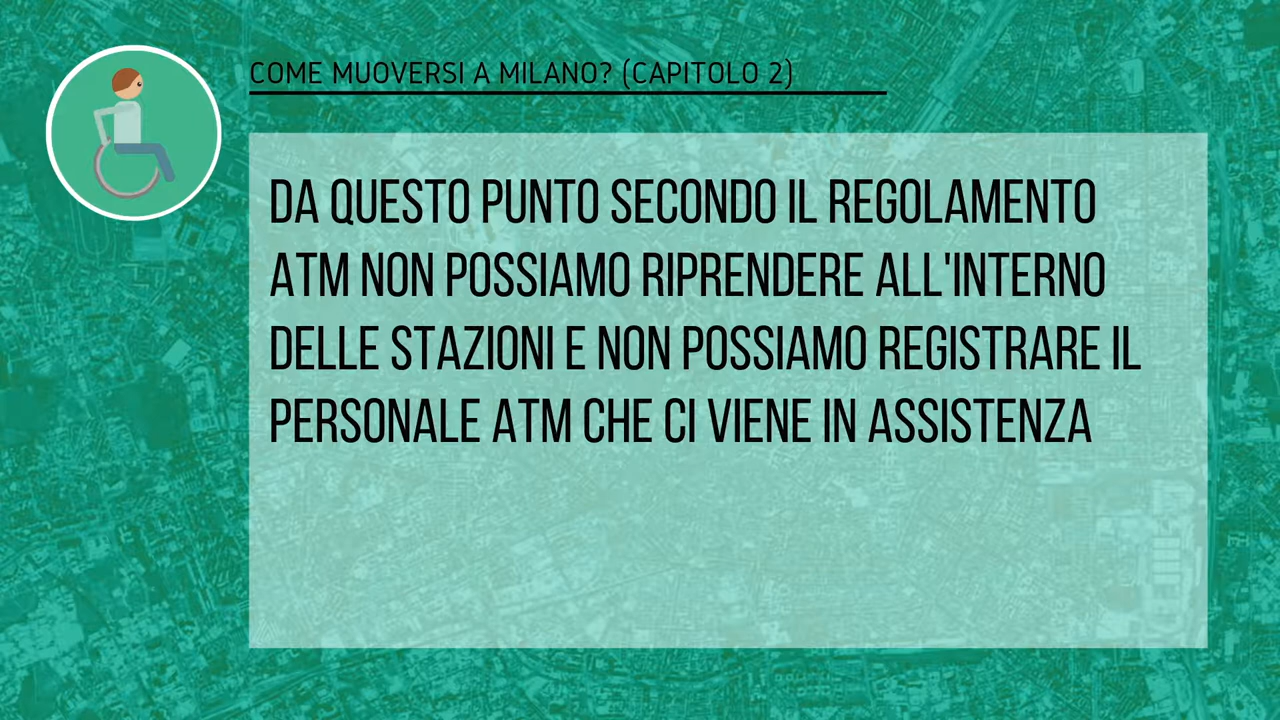 COME MUOVERSI A MILANO? (CAPITOLO 2)
DA QUESTO PUNTO SECONDO IL REGOLAMENTO
ATM NON POSSIAMO RIPRENDERE ALL'INTERNO
DELLE STAZIONI E NON POSSIAMO REGISTRARE IL
PERSONALE ATM CHE CI VIENE IN ASSISTENZA